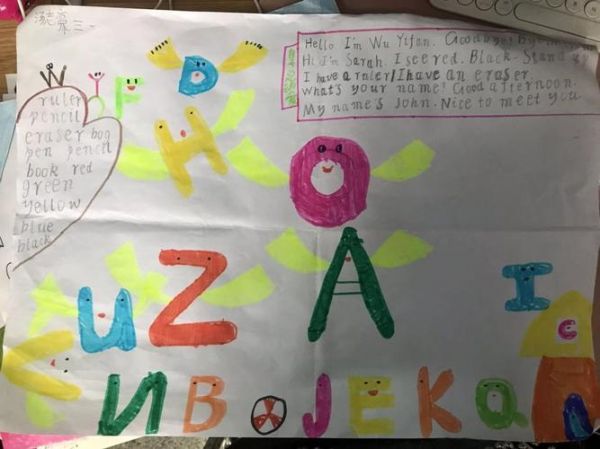 Hello I'm Wu Yifan. Goodbye!
Hi I'm Sarah. I see red. Black. Stand
I have a ruler I have an eraser
What's your name? Good afternoon.
My name's John. Nice to meet you
ruler
pencil
eraser bog
pen pencil
book red
green
yellow
blue
black
F D
H O
U Z A I
C
И B J E K Q